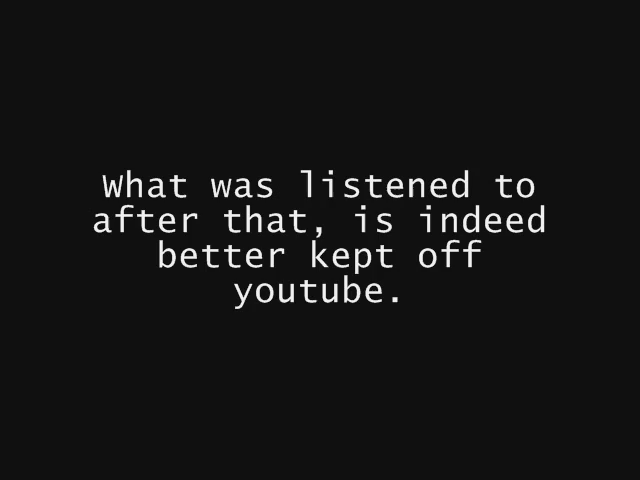 What was listened to
after that, is indeed
better kept off
youtube.